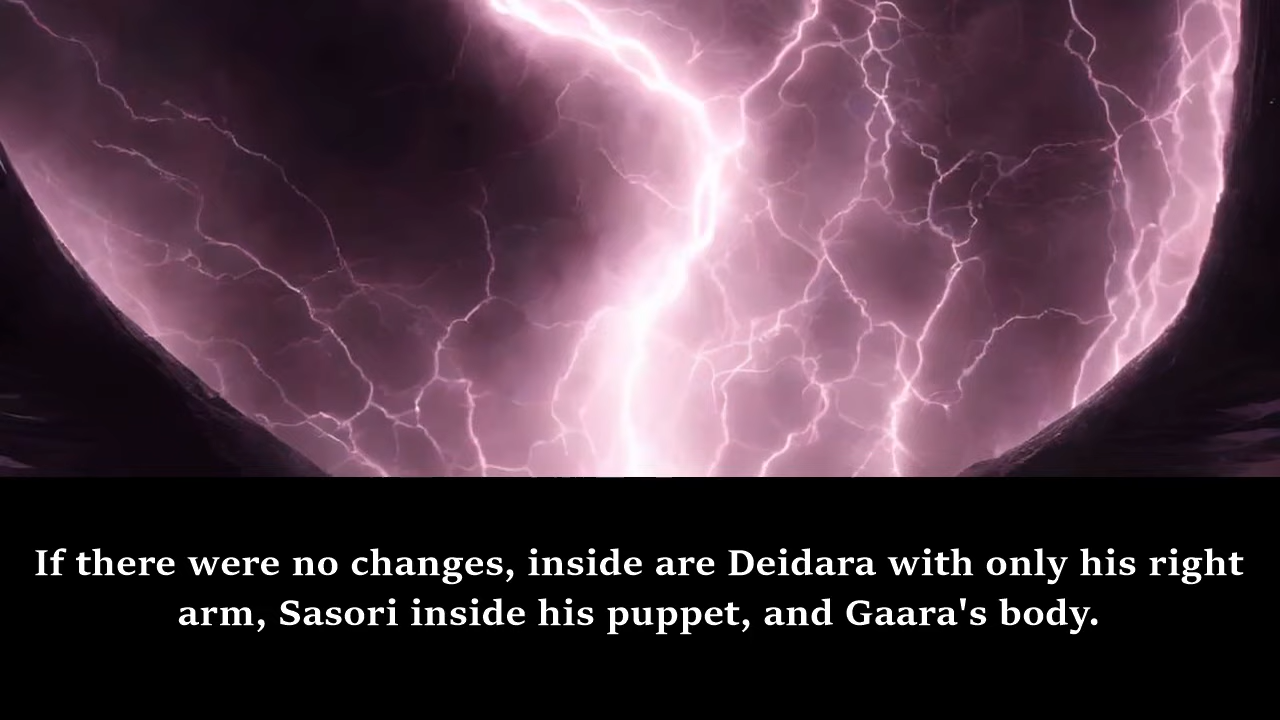 If there were no changes, inside are Deidara with only his right
arm, Sasori inside his puppet, and Gaara's body.